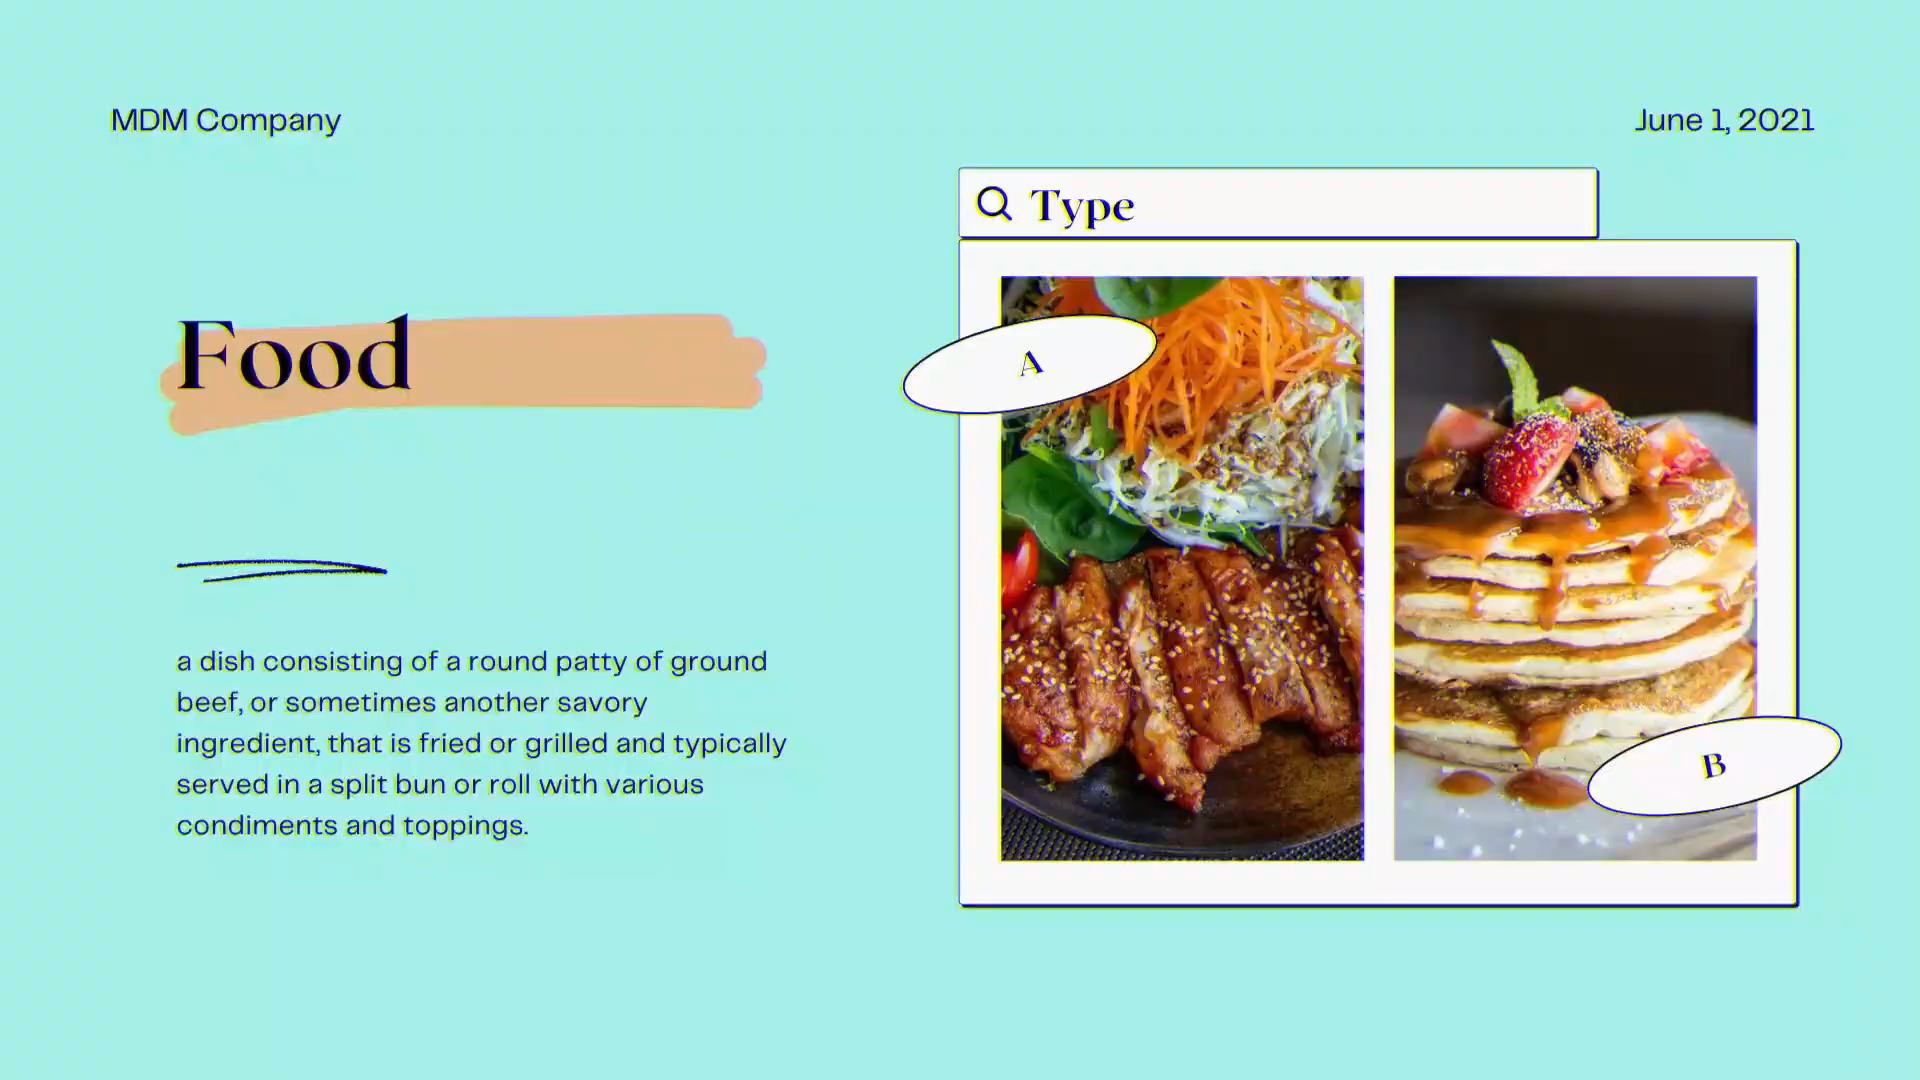 MDM Company
June 1, 2021
Type
Food
A
B
a dish consisting of a round patty of ground
beef, or sometimes another savory
ingredient, that is fried or grilled and typically
served in a split bun or roll with various
condiments and toppings.